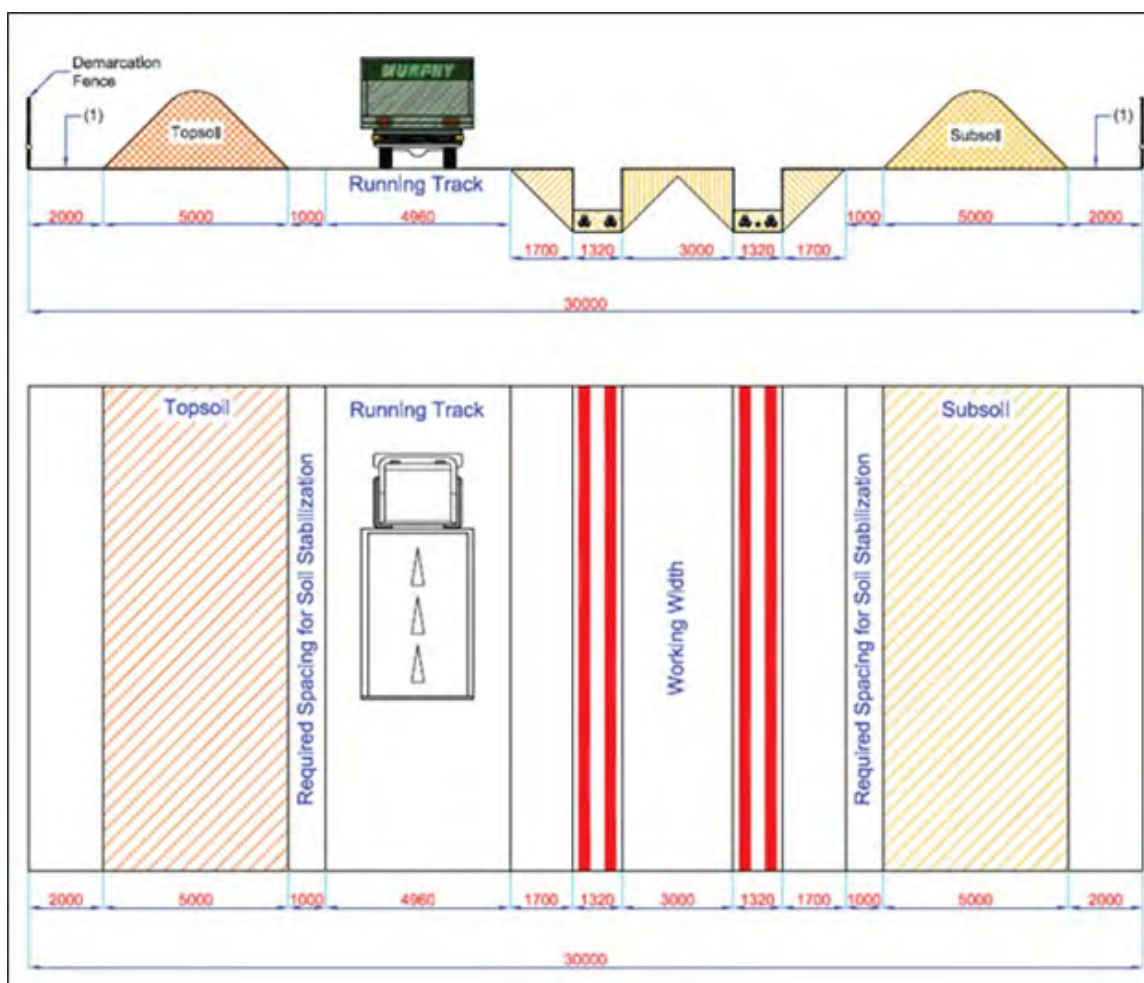 Demarcation
Fence
(1)
Topsoil
MURPHY
Subsoil
(1)
Running Track
2000 5000 1000 4960 1000 5000 2000
1700 1320 3000 1320 1700
30000
Topsoil
Running Track
Subsoil
Required Spacing for Soil Stabilization
Working Width
Required Spacing for Soil Stabilization
2000 5000 1000 4960 1700 1320 3000 1320 1700 1000 5000 2000
30000